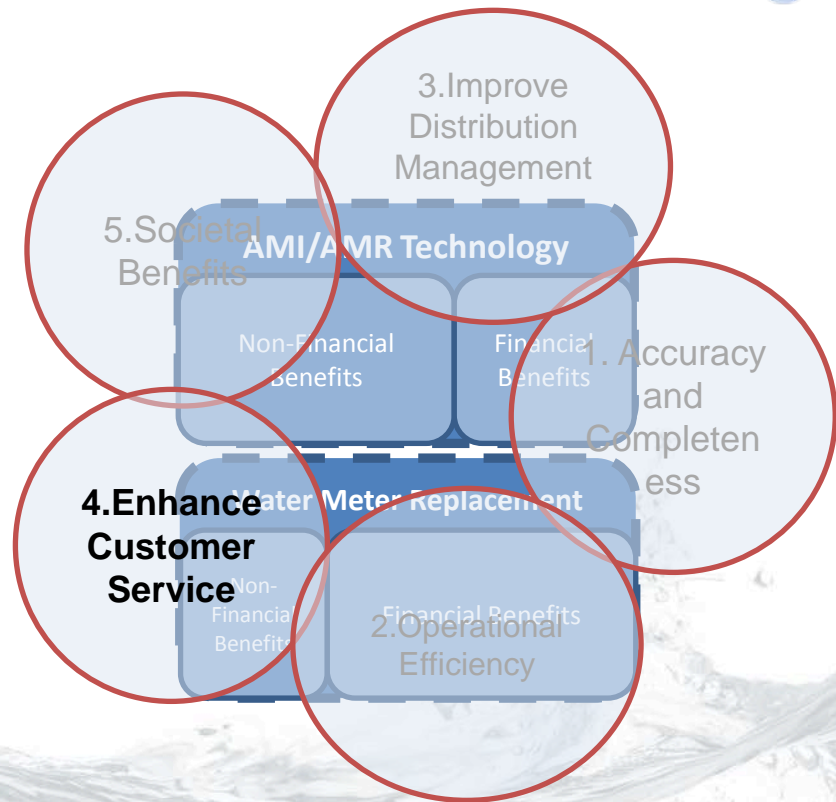 3.Improve
Distribution
Management
5.Societal
Benefits
AMI/AMR Technology
Non-Financial
Benefits
Financial
Benefits
1. Accuracy
and
Completen
ess
4.Enhance
Customer
Service
Water Meter Replacement
Non-
Financial
Benefits
Financial Benefits
2.Operational
Efficiency